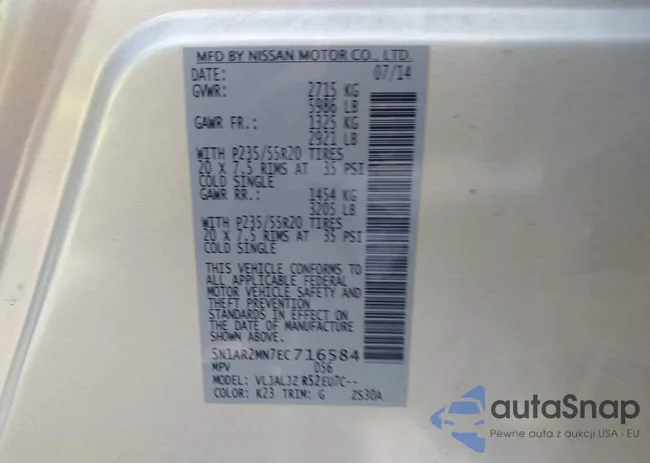 MFD BY NISSAN MOTOR CO., LTD.
DATE: 07/14
GVWR: 2715 KG
5986 LB
GAWR FR.: 1325 KG
2921 LB
WITH P235/55R20 TIRES
20 X 7.5 RIMS AT 35 PSI
COLD SINGLE
GAWR RR.: 1454 KG
3205 LB
WITH P235/55R20 TIRES
20 X 7.5 RIMS AT 35 PSI
COLD SINGLE
THIS VEHICLE CONFORMS TO
ALL APPLICABLE FEDERAL
MOTOR VEHICLE SAFETY AND
THEFT PREVENTION
STANDARDS IN EFFECT ON
THE DATE OF MANUFACTURE
SHOWN ABOVE.
5N1AR2MN7EC716584
MPV 056
MODEL: VLJALJZ R52EU7C--
COLOR: K23 TRIM: G ZS30A
autaSnap
Pewne auta z aukcji USA i EU